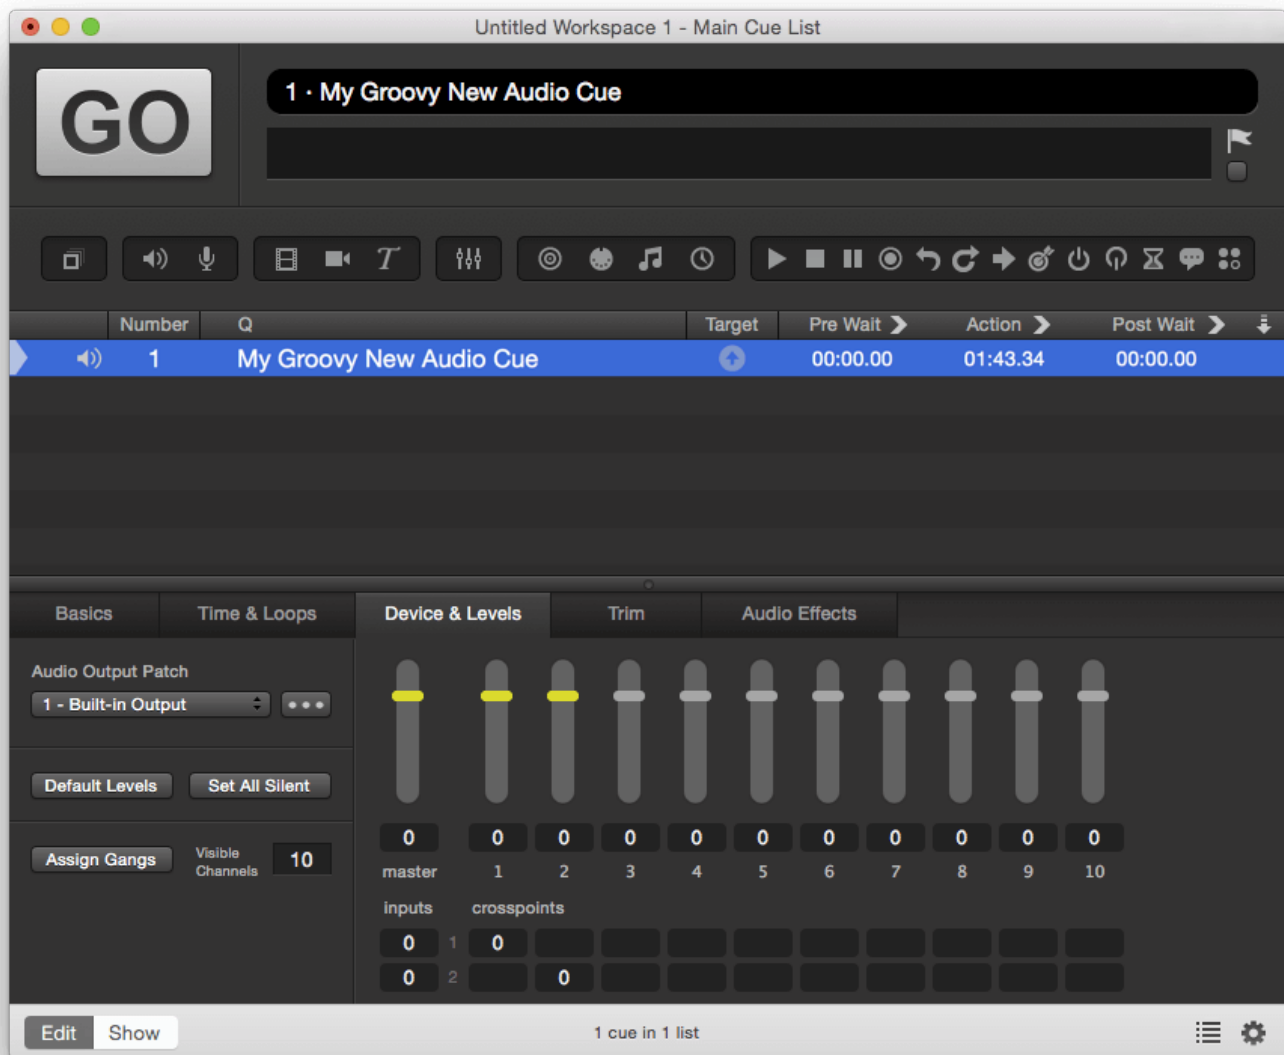 Untitled Workspace 1 - Main Cue List
GO
1 · My Groovy New Audio Cue
T
Number Q Target Pre Wait Action Post Wait
1 My Groovy New Audio Cue 00:00.00 01:43.34 00:00.00
Basics Time & Loops Device & Levels Trim Audio Effects
Audio Output Patch
1 - Built-in Output
Default Levels Set All Silent
Assign Gangs Visible Channels 10
0 0 0 0 0 0 0 0 0 0 0
master 1 2 3 4 5 6 7 8 9 10
inputs crosspoints
0 1 0
0 2 0
Edit Show 1 cue in 1 list